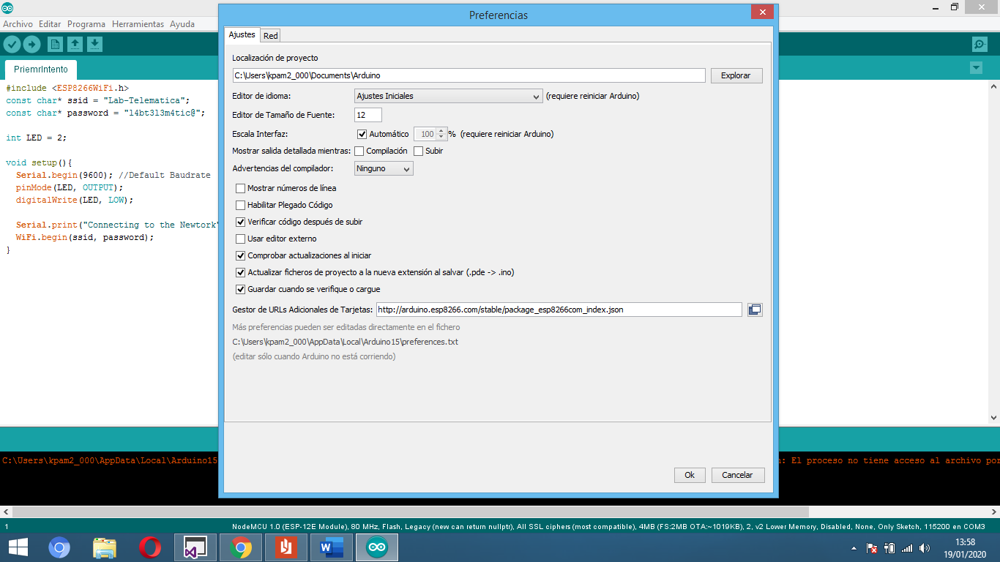 Preferencias
Archivo Editar Programa Herramientas Ayuda
PriemrIntento
#include <ESP8266WiFi.h>
const char* ssid = "Lab-Telematica";
const char* password = "l4bt3l3m4tic@";
int LED = 2;
void setup(){
Serial.begin(9600); //Default Baudrate
pinMode(LED, OUTPUT);
digitalWrite(LED, LOW);
Serial.print("Connecting to the Newtork"
WiFi.begin(ssid, password);
}
Ajustes Red
Localización de proyecto
C:\Users\kpam2_000\Documents\Arduino Explorar
Editor de idioma: Ajustes Iniciales (requiere reiniciar Arduino)
Editor de Tamaño de Fuente: 12
Escala Interfaz: Automático 100 % (requiere reiniciar Arduino)
Mostrar salida detallada mientras: Compilación Subir
Advertencias del compilador: Ninguno
Mostrar números de línea
Habilitar Plegado Código
Verificar código después de subir
Usar editor externo
Comprobar actualizaciones al iniciar
Actualizar ficheros de proyecto a la nueva extensión al salvar (.pde -> .ino)
Guardar cuando se verifique o cargue
Gestor de URLs Adicionales de Tarjetas: http://arduino.esp8266.com/stable/package_esp8266com_index.json
Más preferencias pueden ser editadas directamente en el fichero
C:\Users\kpam2_000\AppData\Local\Arduino15\preferences.txt
(editar sólo cuando Arduino no está corriendo)
Ok Cancelar
C:\Users\kpam2_000\AppData\Local\Arduino15 : El proceso no tiene acceso al archivo por
1 NodeMCU 1.0 (ESP-12E Module), 80 MHz, Flash, Legacy (new can return nullptr), All SSL ciphers (most compatible), 4MB (FS:2MB OTA:~1019KB), 2, v2 Lower Memory, Disabled, None, Only Sketch, 115200 en COM3
13:58
19/01/2020